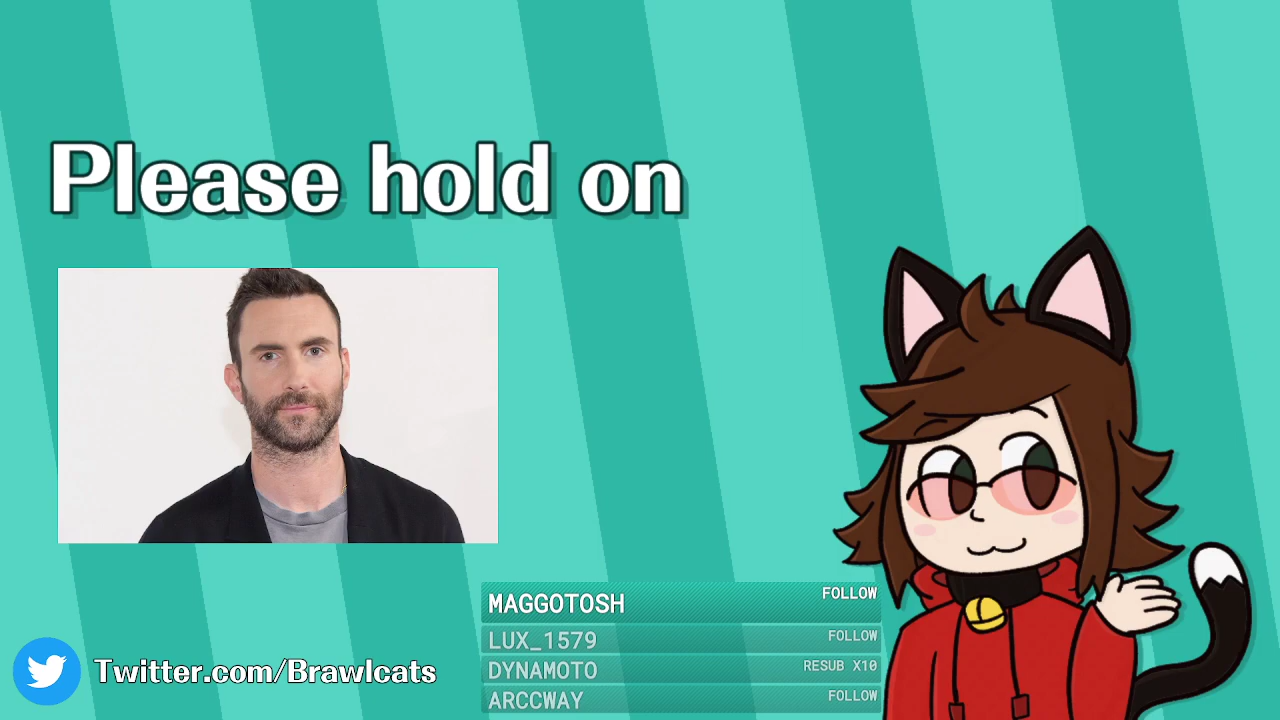 Please hold on
MAGGOTOSH FOLLOW
LUX_1579 FOLLOW
DYNAMOTO RESUB X10
ARCCWAY FOLLOW
Twitter.com/Brawlcats